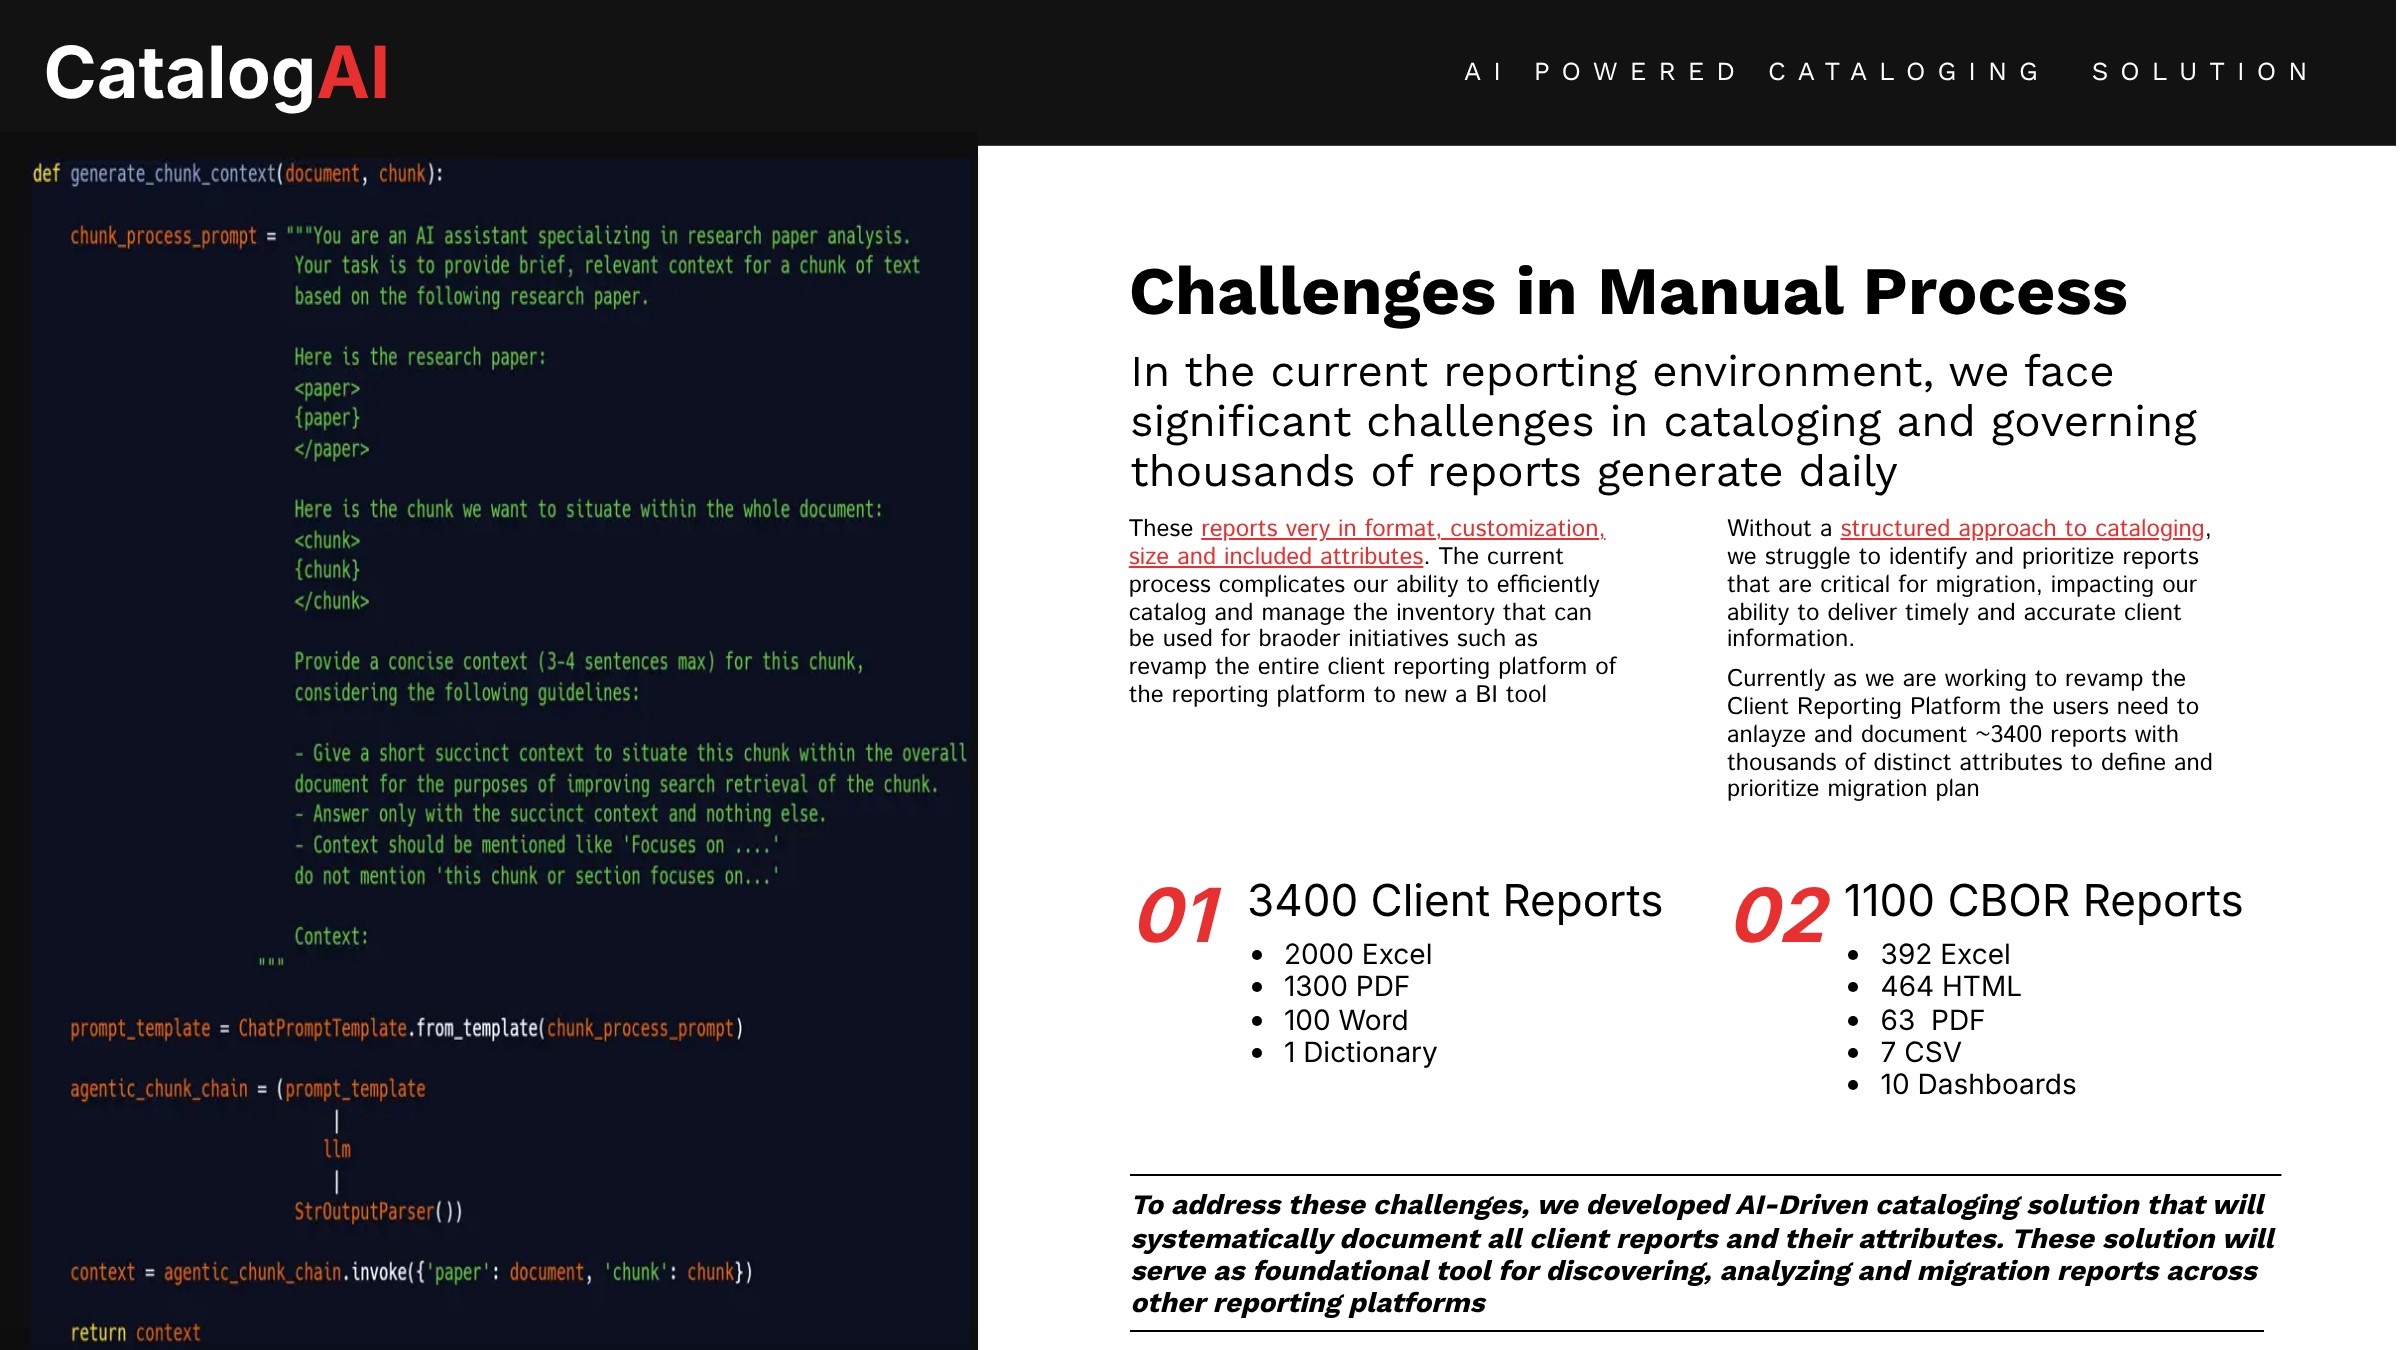 CatalogAI
AI POWERED CATALOGING SOLUTION
def generate_chunk_context(document, chunk):
chunk_process_prompt = """You are an AI assistant specializing in research paper analysis.
Your task is to provide brief, relevant context for a chunk of text
based on the following research paper.
Here is the research paper:
<paper>
{paper}
</paper>
Here is the chunk we want to situate within the whole document:
<chunk>
{chunk}
</chunk>
Provide a concise context (3-4 sentences max) for this chunk,
considering the following guidelines:
- Give a short succinct context to situate this chunk within the overall
document for the purposes of improving search retrieval of the chunk.
- Answer only with the succinct context and nothing else.
- Context should be mentioned like 'Focuses on ....'
do not mention 'this chunk or section focuses on...'
Context:
"""
prompt_template = ChatPromptTemplate.from_template(chunk_process_prompt)
agentic_chunk_chain = (prompt_template
|
llm
|
StrOutputParser())
context = agentic_chunk_chain.invoke({'paper': document, 'chunk': chunk})
return context
Challenges in Manual Process
In the current reporting environment, we face
significant challenges in cataloging and governing
thousands of reports generate daily
These reports very in format, customization,
size and included attributes. The current
process complicates our ability to efficiently
catalog and manage the inventory that can
be used for braoder initiatives such as
revamp the entire client reporting platform of
the reporting platform to new a BI tool
Without a structured approach to cataloging,
we struggle to identify and prioritize reports
that are critical for migration, impacting our
ability to deliver timely and accurate client
information.
Currently as we are working to revamp the
Client Reporting Platform the users need to
anlayze and document ~3400 reports with
thousands of distinct attributes to define and
prioritize migration plan
01 3400 Client Reports
• 2000 Excel
• 1300 PDF
• 100 Word
• 1 Dictionary
02 1100 CBOR Reports
• 392 Excel
• 464 HTML
• 63 PDF
• 7 CSV
• 10 Dashboards
To address these challenges, we developed AI-Driven cataloging solution that will
systematically document all client reports and their attributes. These solution will
serve as foundational tool for discovering, analyzing and migration reports across
other reporting platforms